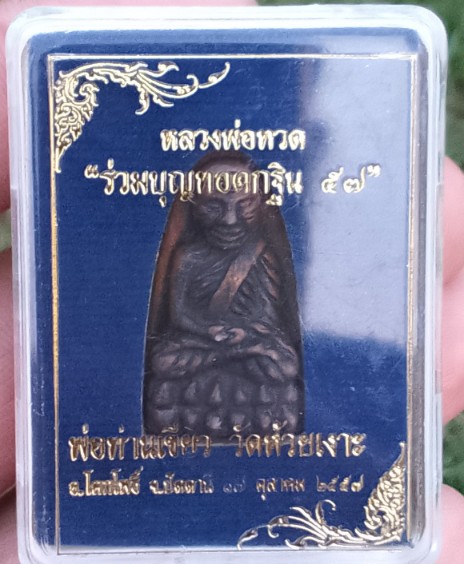 หลวงพ่อทวด
“ร่วมบุญทอดกฐิน ๕๗”
พ่อท่านเขียว วัดห้วยเงาะ
อ.โคกโพธิ์ จ.ปัตตานี ๑๗ ตุลาคม ๒๕๕๗